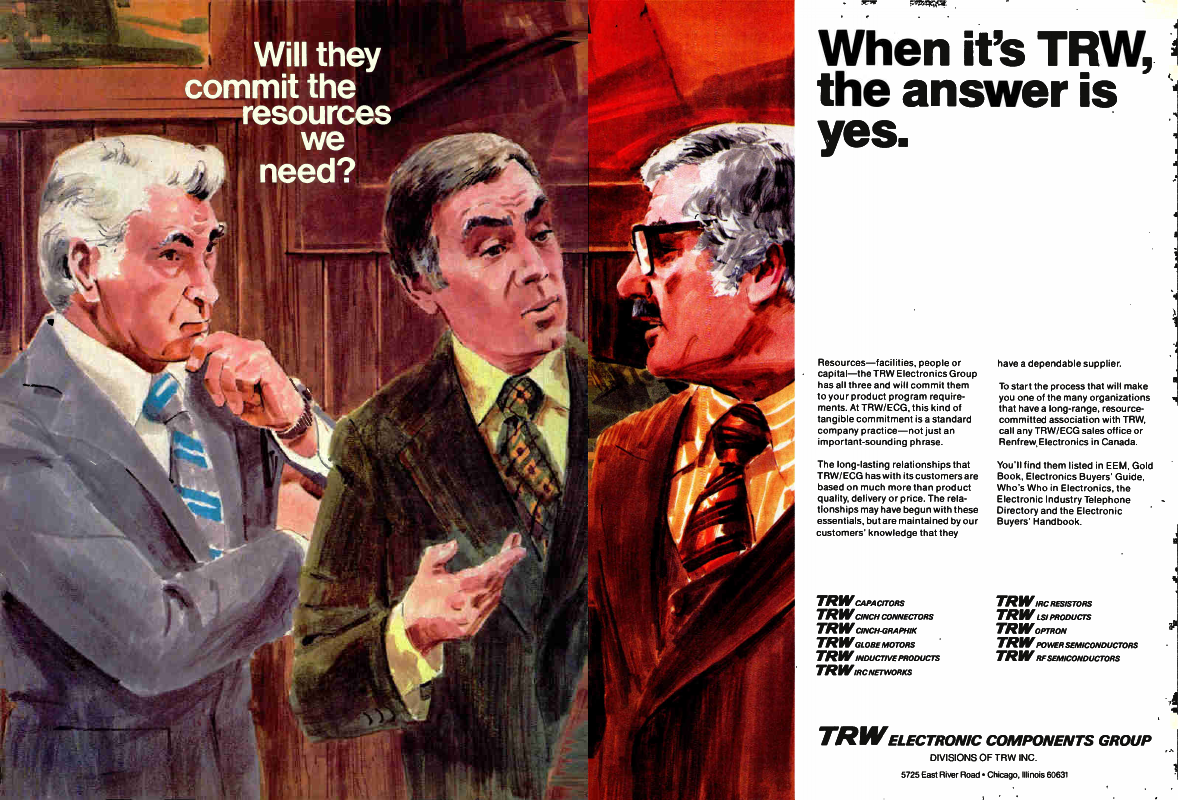 Will they
commit the
resources
we
need?
When it's TRW,
the answer is
yes.
Resources—facilities, people or
capital—the TRW Electronics Group
has all three and will commit them
to your product program require-
ments. At TRW/ECG, this kind of
tangible commitment is a standard
company practice—not just an
important-sounding phrase.
The long-lasting relationships that
TRW/ECG has with its customers are
based on much more than product
quality, delivery or price. The rela-
tionships may have begun with these
essentials, but are maintained by our
customers' knowledge that they
have a dependable supplier.
To start the process that will make
you one of the many organizations
that have a long-range, resource-
committed association with TRW,
call any TRW/ECG sales office or
Renfrew Electronics in Canada.
You'll find them listed in EEM, Gold
Book, Electronics Buyers' Guide,
Who's Who in Electronics, the
Electronic Industry Telephone
Directory and the Electronic
Buyers' Handbook.
TRW CAPACITORS
TRW CINCH CONNECTORS
TRW CINCH-GRAPHIK
TRW GLOBE MOTORS
TRW INDUCTIVE PRODUCTS
TRW IRC NETWORKS
TRW IRC RESISTORS
TRW LSI PRODUCTS
TRW OPTRON
TRW POWER SEMICONDUCTORS
TRW RF SEMICONDUCTORS
TRW ELECTRONIC COMPONENTS GROUP
DIVISIONS OF TRW INC.
5725 East River Road • Chicago, Illinois 60631